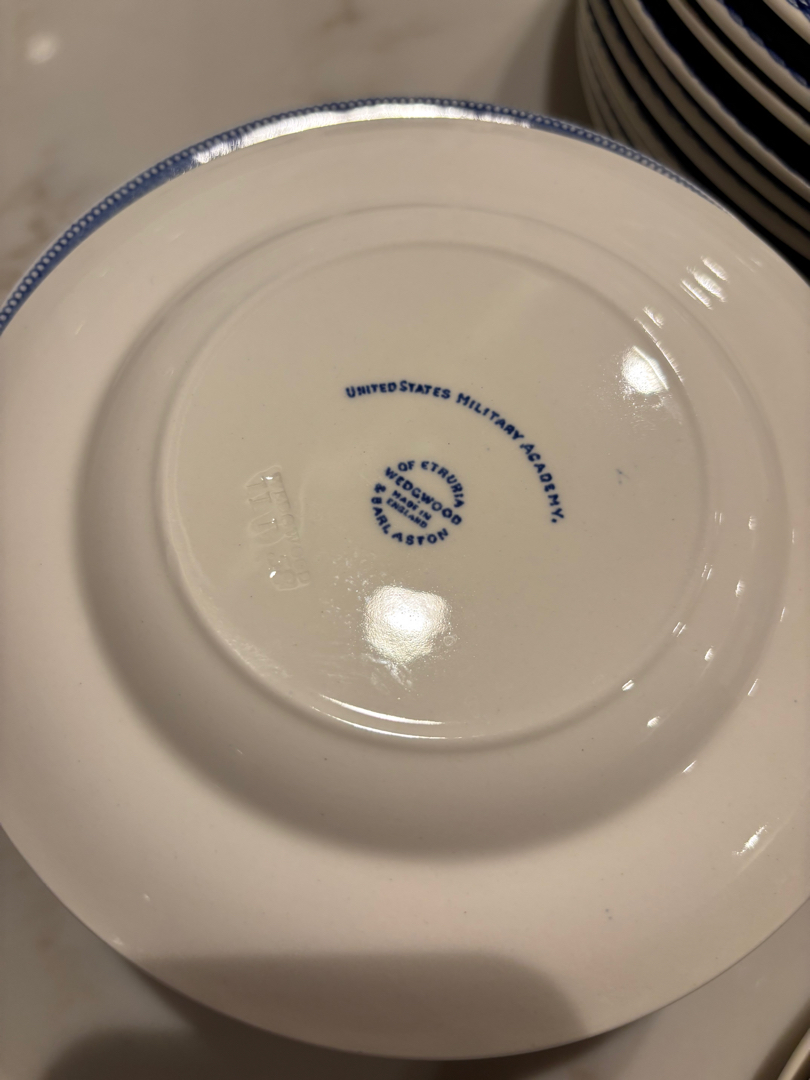 UNITED STATES MILITARY ACADEMY.
OF ETRURIA
WEDGWOOD
MADE IN
ENGLAND
& BARLASTON